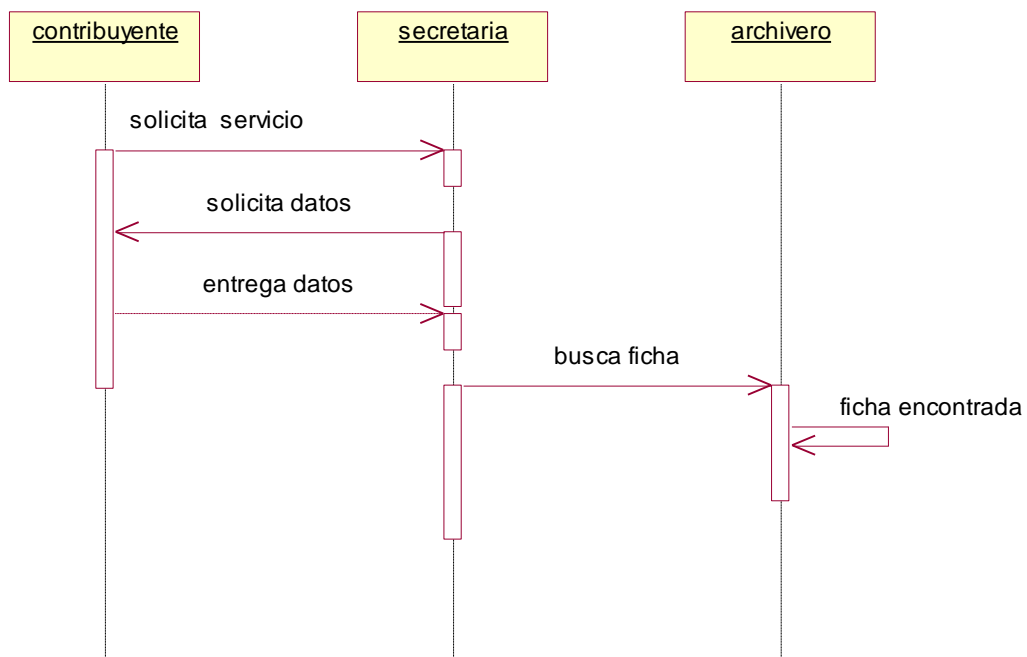 contribuyente
secretaria
archivero
solicita servicio
solicita datos
entrega datos
busca ficha
ficha encontrada